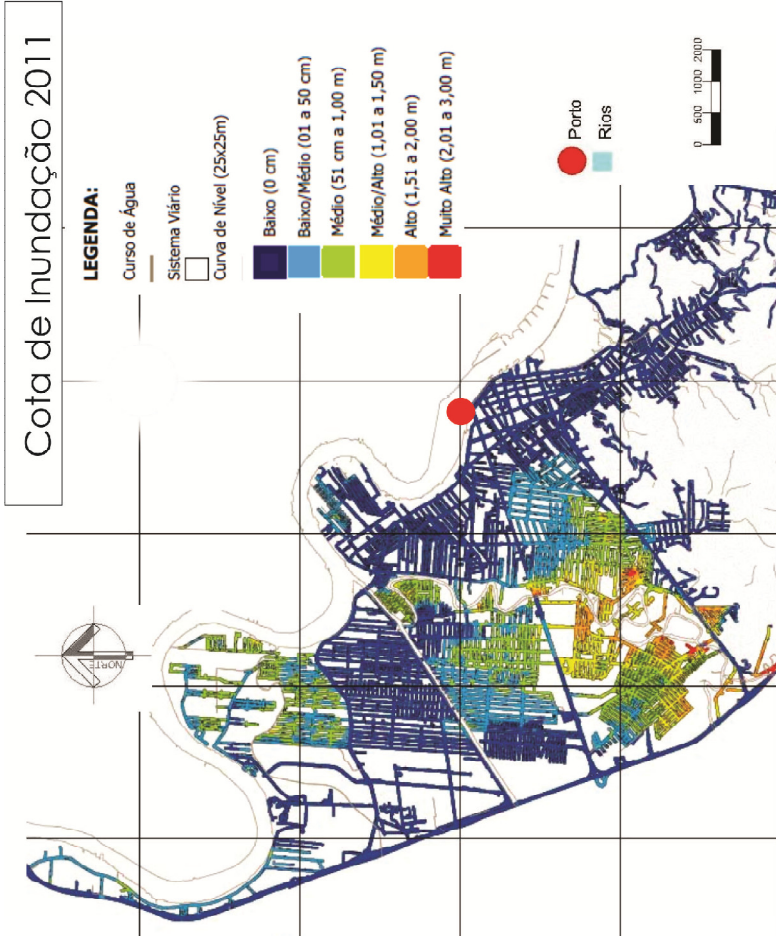 Cota de Inundação 2011
LEGENDA:
Curso de Água
Sistema Viário
Curva de Nível (25x25m)
Baixo (0 cm)
Baixo/Médio (01 a 50 cm)
Médio (51 cm a 1,00 m)
Médio/Alto (1,01 a 1,50 m)
Alto (1,51 a 2,00 m)
Muito Alto (2,01 a 3,00 m)
Porto
Rios
0 500 1000 2000
NORTE